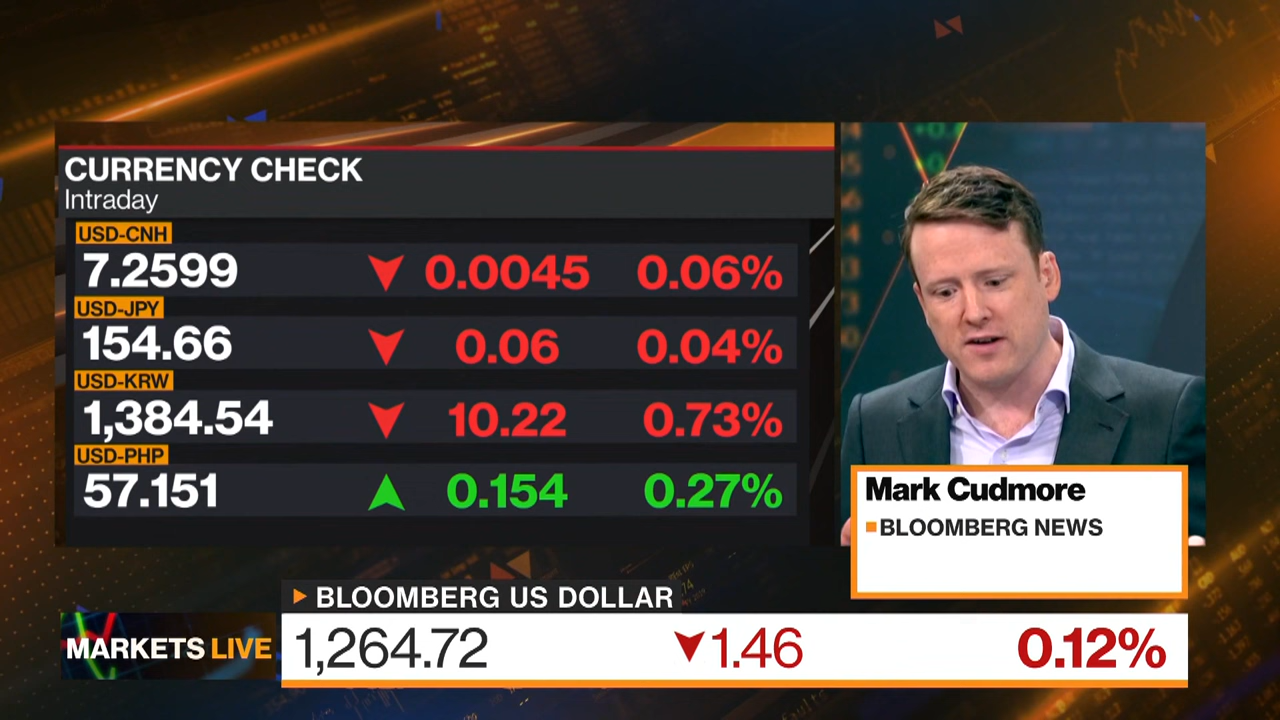 CURRENCY CHECK
Intraday
USD-CNH
7.2599 ▼ 0.0045 0.06%
USD-JPY
154.66 ▼ 0.06 0.04%
USD-KRW
1,384.54 ▼ 10.22 0.73%
USD-PHP
57.151 ▲ 0.154 0.27%
Mark Cudmore
BLOOMBERG NEWS
BLOOMBERG US DOLLAR
MARKETS LIVE
1,264.72 ▼1.46 0.12%